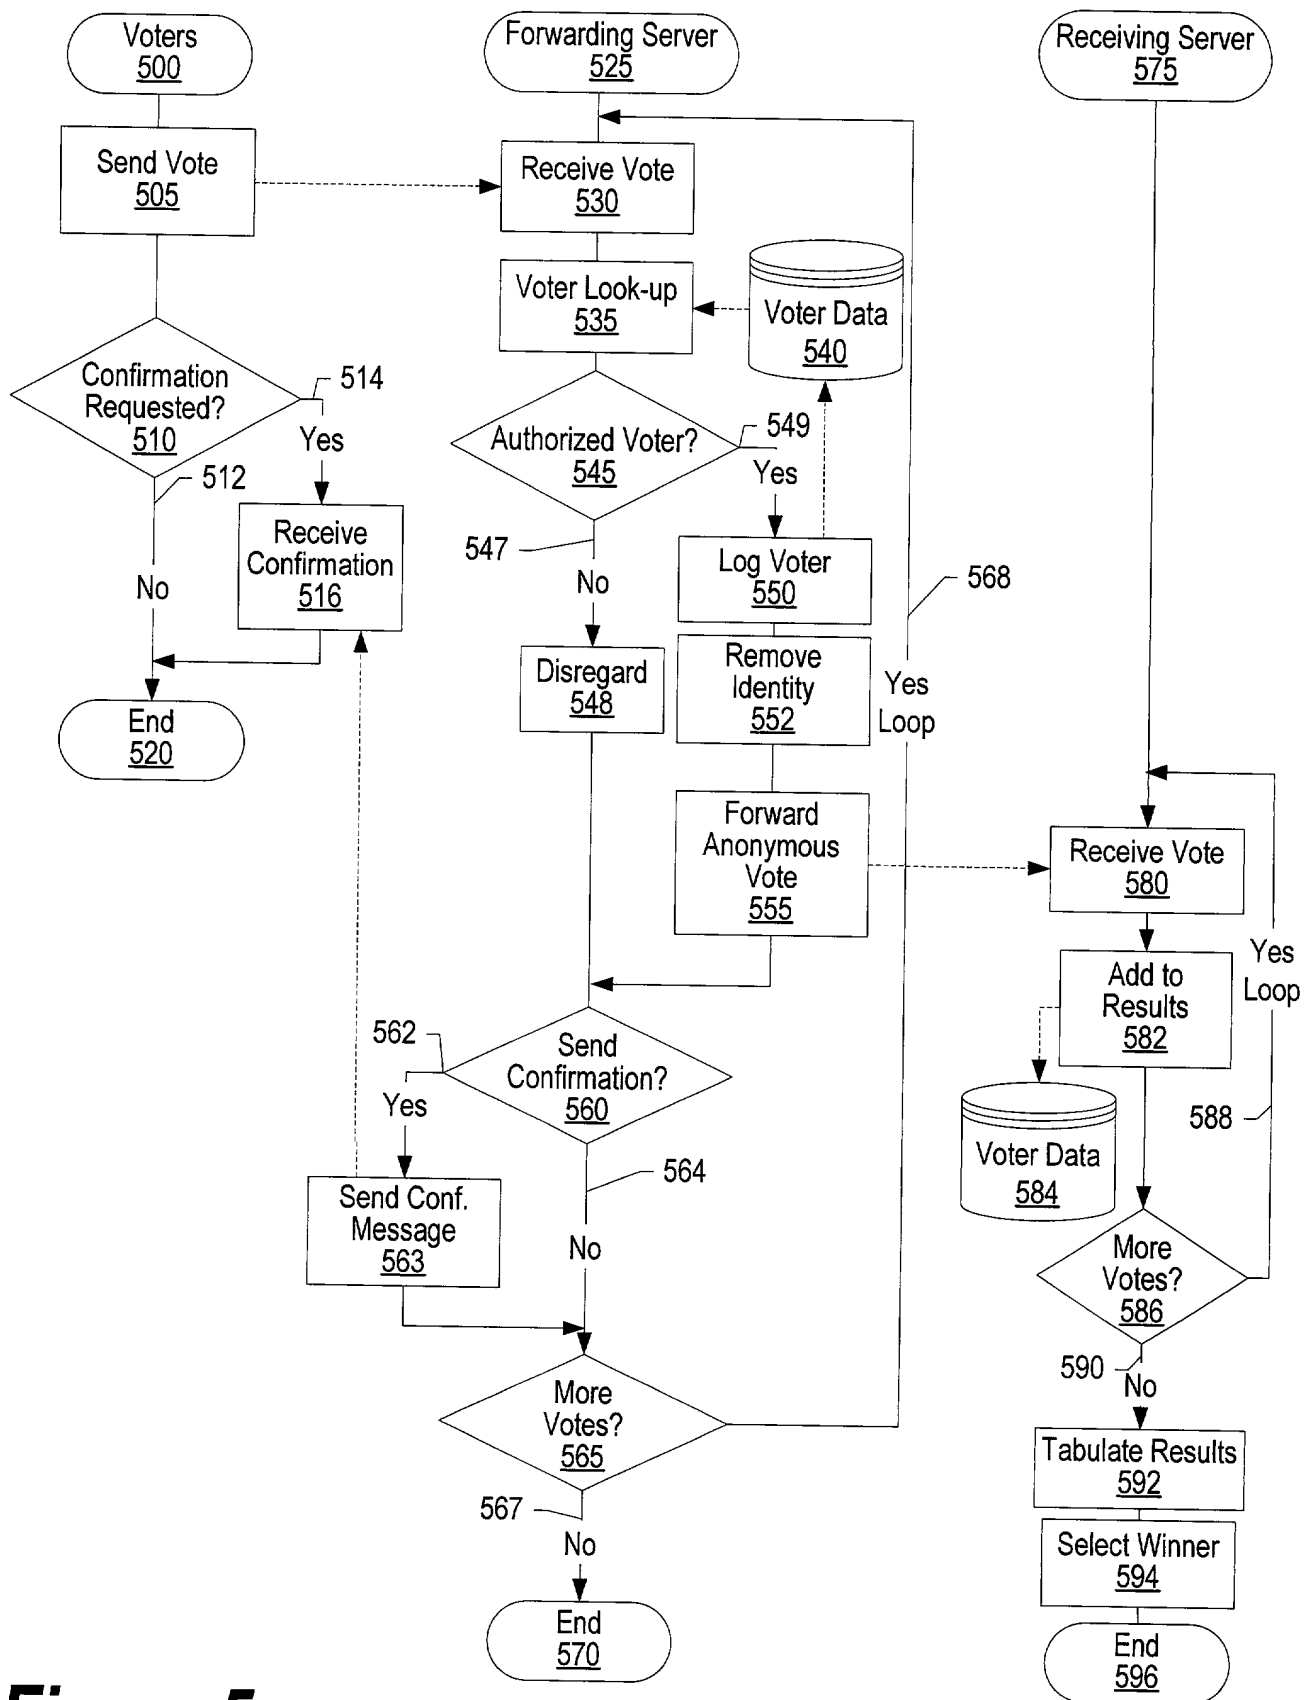 Voters
500
Send Vote
505
Confirmation
Requested?
510
514
Yes
512
No
Receive
Confirmation
516
End
520
Forwarding Server
525
Receive Vote
530
Voter Look-up
535
Voter Data
540
Authorized Voter?
545
549
Yes
547
No
Log Voter
550
Remove
Identity
552
Disregard
548
Forward
Anonymous
Vote
555
568
Yes
Loop
562
Send
Confirmation?
560
Yes
564
Send Conf.
Message
563
No
More
Votes?
565
567
No
End
570
Receiving Server
575
Receive Vote
580
Add to
Results
582
Yes
Loop
588
Voter Data
584
More
Votes?
586
590
No
Tabulate Results
592
Select Winner
594
End
596
Figure 5